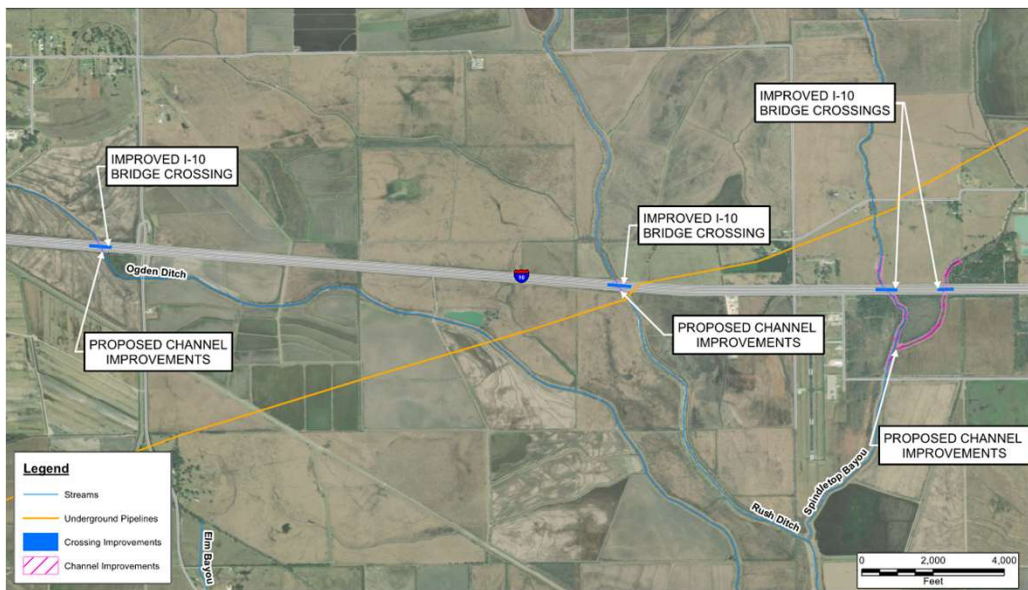 IMPROVED I-10
BRIDGE CROSSINGS
IMPROVED I-10
BRIDGE CROSSING
IMPROVED I-10
BRIDGE CROSSING
Ogden Ditch
10
PROPOSED CHANNEL
IMPROVEMENTS
PROPOSED CHANNEL
IMPROVEMENTS
PROPOSED CHANNEL
IMPROVEMENTS
Spindletop Bayou
Rush Ditch
Elm Bayou
Legend
Streams
Underground Pipelines
Crossing Improvements
Channel Improvements
0 2,000 4,000
Feet